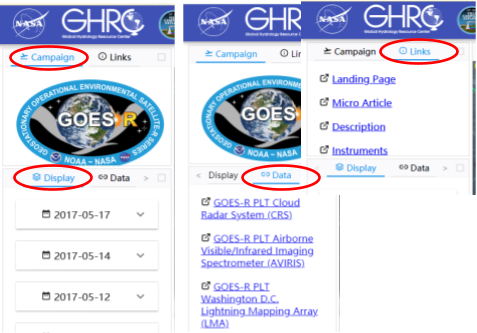 NASA
GHRC
Global Hydrology Resource Center
Campaign
Links
GEOSTATIONARY OPERATIONAL ENVIRONMENTAL SATELLITE-R SERIES
GOES R
NOAA ~ NASA
Display
Data >
2017-05-17
2017-05-14
2017-05-12
NASA
GHR
Global Hydrology Resource Center
Campaign
GOES
NOAA ~ NASA
< Display
Data
GOES-R PLT Cloud
Radar System (CRS)
GOES-R PLT Airborne
Visible/Infrared Imaging
Spectrometer (AVIRIS)
GOES-R PLT
Washington D.C.
Lightning Mapping Array
(LMA)
NASA
GHRC
Global Hydrology Resource Center
Campaign
Links
Landing Page
Micro Article
Description
Instruments
Display
Data >